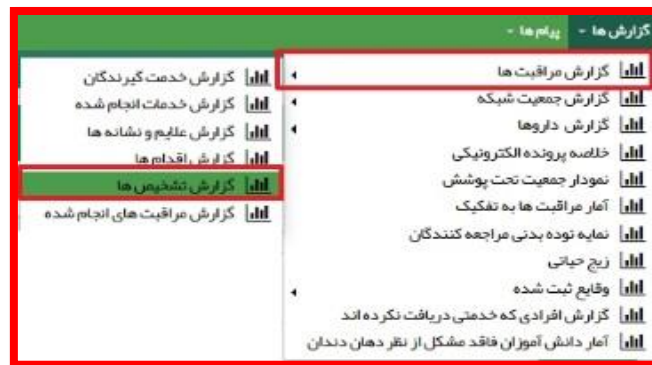 گزارش ها - پیام ها -
گزارش مراقبت ها
گزارش جمعیت شبکه
گزارش داروها
خلاصه پرونده الکترونیکی
نمودار جمعیت تحت پوشش
آمار مراقبت ها به تفکیک
نمایه توده بدنی مراجعه کنندگان
زیج حیاتی
وقایع ثبت شده
گزارش افرادی که خدمتی دریافت نکرده اند
آمار دانش آموزان فاقد مشکل از نظر دهان دندان
گزارش خدمت گیرندگان
گزارش خدمات انجام شده
گزارش علایم و نشانه ها
گزارش اقدام ها
گزارش تشخیص ها
گزارش مراقبت های انجام شده